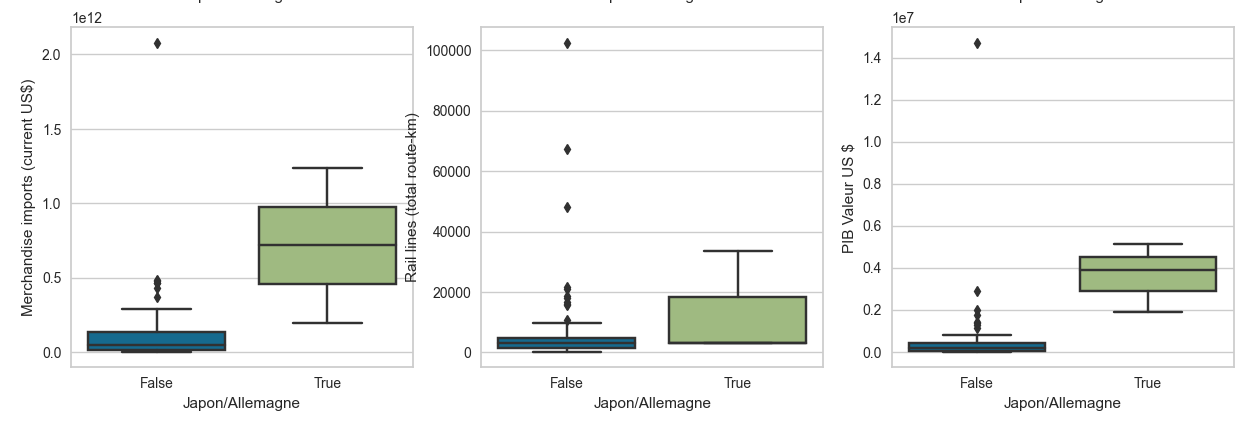 1e12
2.0
1.5
1.0
0.5
0.0
Merchandise imports (current US$)
False
True
Japon/Allemagne
100000
80000
60000
40000
20000
0
Rail lines (total route-km)
False
True
Japon/Allemagne
1e7
1.4
1.2
1.0
0.8
0.6
0.4
0.2
0.0
PIB Valeur US $
False
True
Japon/Allemagne